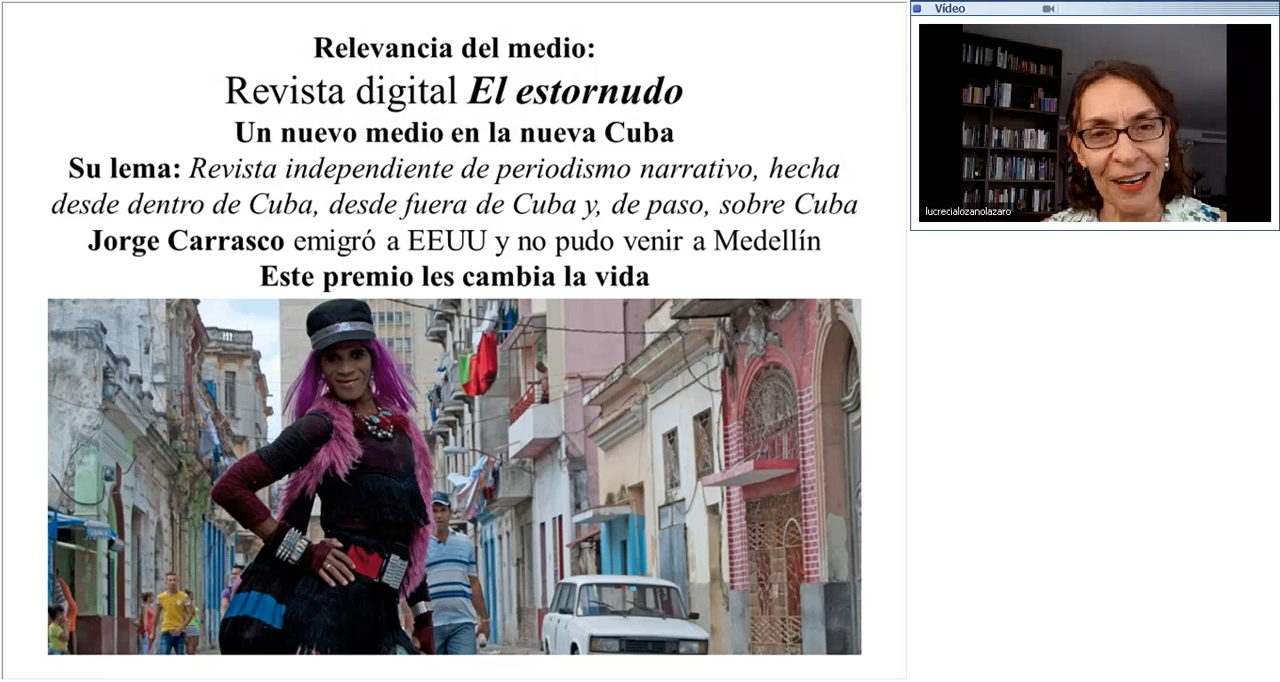 Relevancia del medio:
Revista digital El estornudo
Un nuevo medio en la nueva Cuba
Su lema: Revista independiente de periodismo narrativo, hecha
desde dentro de Cuba, desde fuera de Cuba y, de paso, sobre Cuba
Jorge Carrasco emigró a EEUU y no pudo venir a Medellín
Este premio les cambia la vida
Vídeo
lucrecialozanolazaro